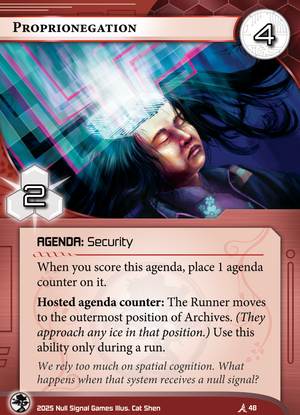 Proprionegation
4
2
AGENDA: Security
When you score this agenda, place 1 agenda
counter on it.
Hosted agenda counter: The Runner moves
to the outermost position of Archives. (They
approach any ice in that position.) Use this
ability only during a run.
We rely too much on spatial cognition. What
happens when that system receives a null signal?
2025 Null Signal Games Illus. Cat Shen
48